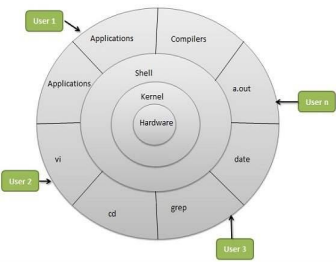 User 1
Applications
Compilers
Applications
Shell
a.out
Kernel
User n
Hardware
vi
date
User 2
cd
grep
User 3